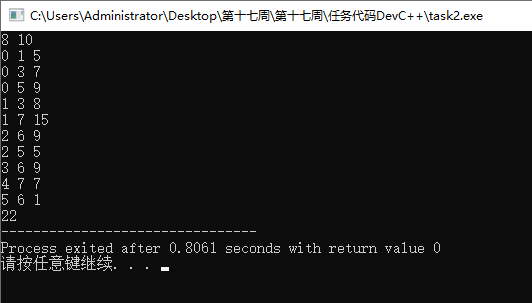 C:\Users\Administrator\Desktop\第十七周\第十七周\任务代码DevC++\task2.exe
8 10
0 1 5
0 3 7
0 5 9
1 3 8
1 7 15
2 6 9
2 5 5
3 6 9
4 7 7
5 6 1
22
--------------------------------
Process exited after 0.8061 seconds with return value 0
请按任意键继续. . .